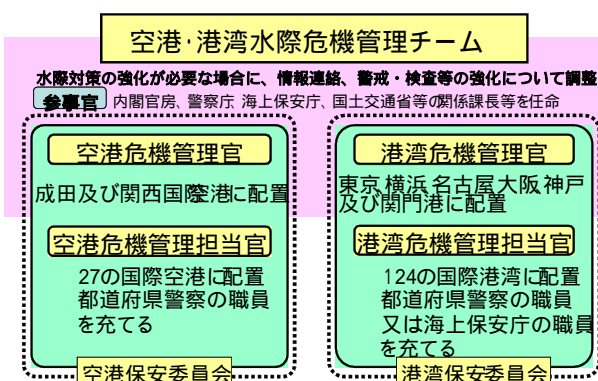 空港・港湾水際危機管理チーム
水際対策の強化が必要な場合に、情報連絡、警戒・検査等の強化について調整
参事官 内閣官房、警察庁、海上保安庁、国土交通省等の関係課長等を任命
空港危機管理官
成田及び関西国際空港に配置
空港危機管理担当官
27の国際空港に配置
都道府県警察の職員
を充てる
空港保安委員会
港湾危機管理官
東京、横浜、名古屋、大阪、神戸
及び関門港に配置
港湾危機管理担当官
124の国際港湾に配置
都道府県警察の職員
又は海上保安庁の職員
を充てる
港湾保安委員会